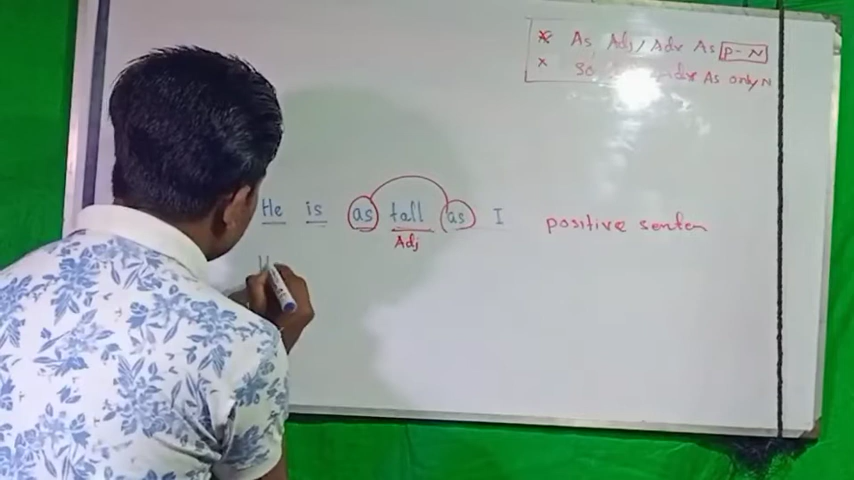 As, Adj/Adv As P-N
So Adv As only N
He is as tall as I positive senten
Adj
H